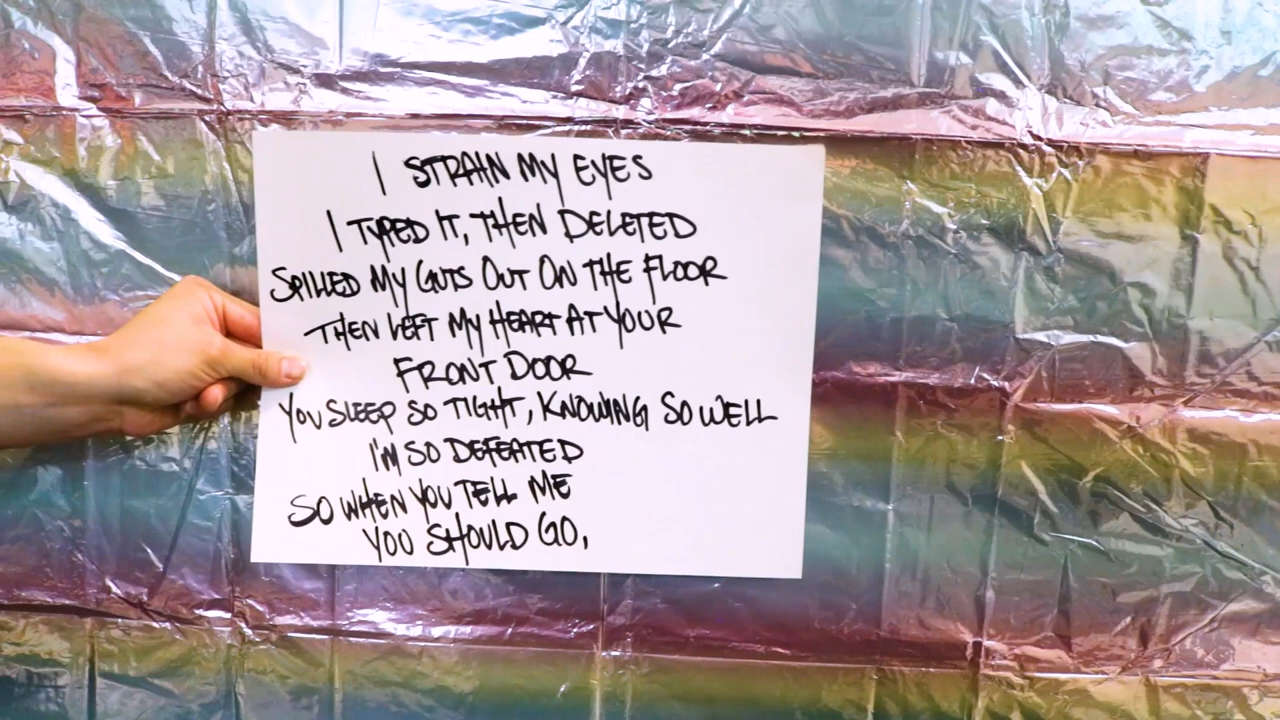 I STRAIN MY EYES
I TYPED IT, THEN DELETED
SPILLED MY GUTS OUT ON THE FLOOR
THEN LEFT MY HEART AT YOUR
FRONT DOOR
YOU SLEEP SO TIGHT, KNOWING SO WELL
I'M SO DEFEATED
SO WHEN YOU TELL ME
YOU SHOULD GO,